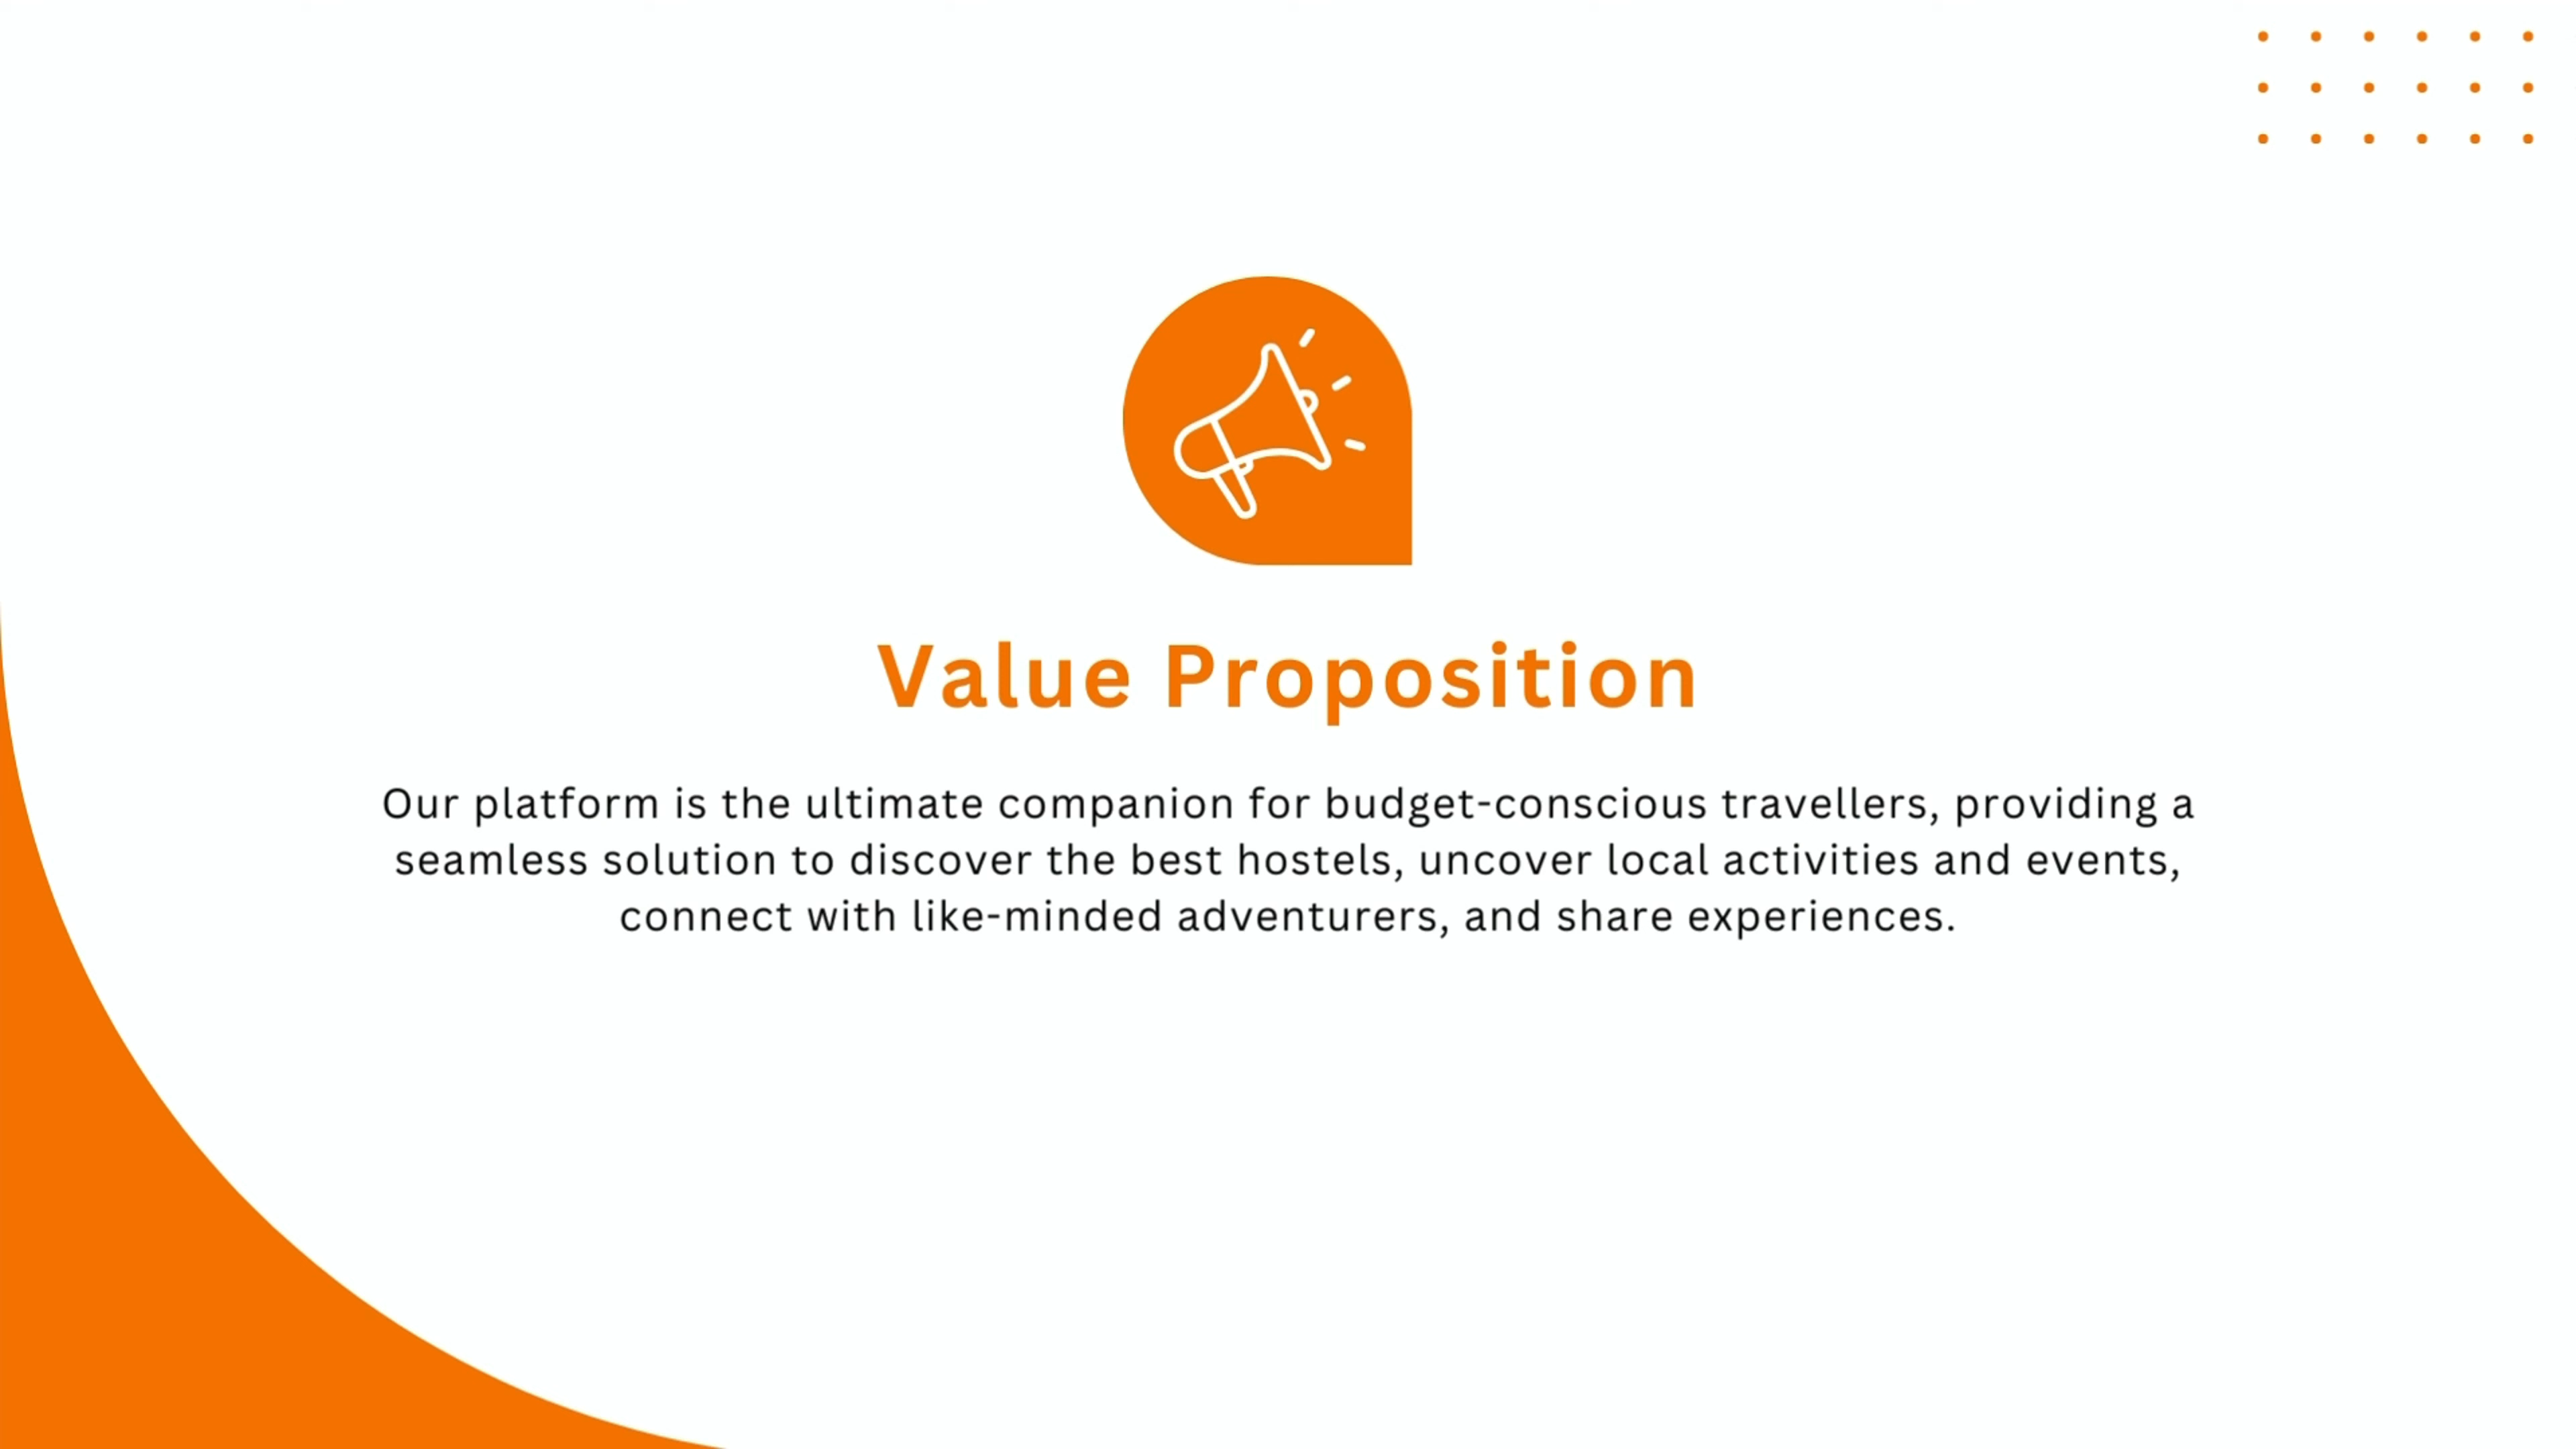 Value Proposition
Our platform is the ultimate companion for budget-conscious travellers, providing a
seamless solution to discover the best hostels, uncover local activities and events,
connect with like-minded adventurers, and share experiences.